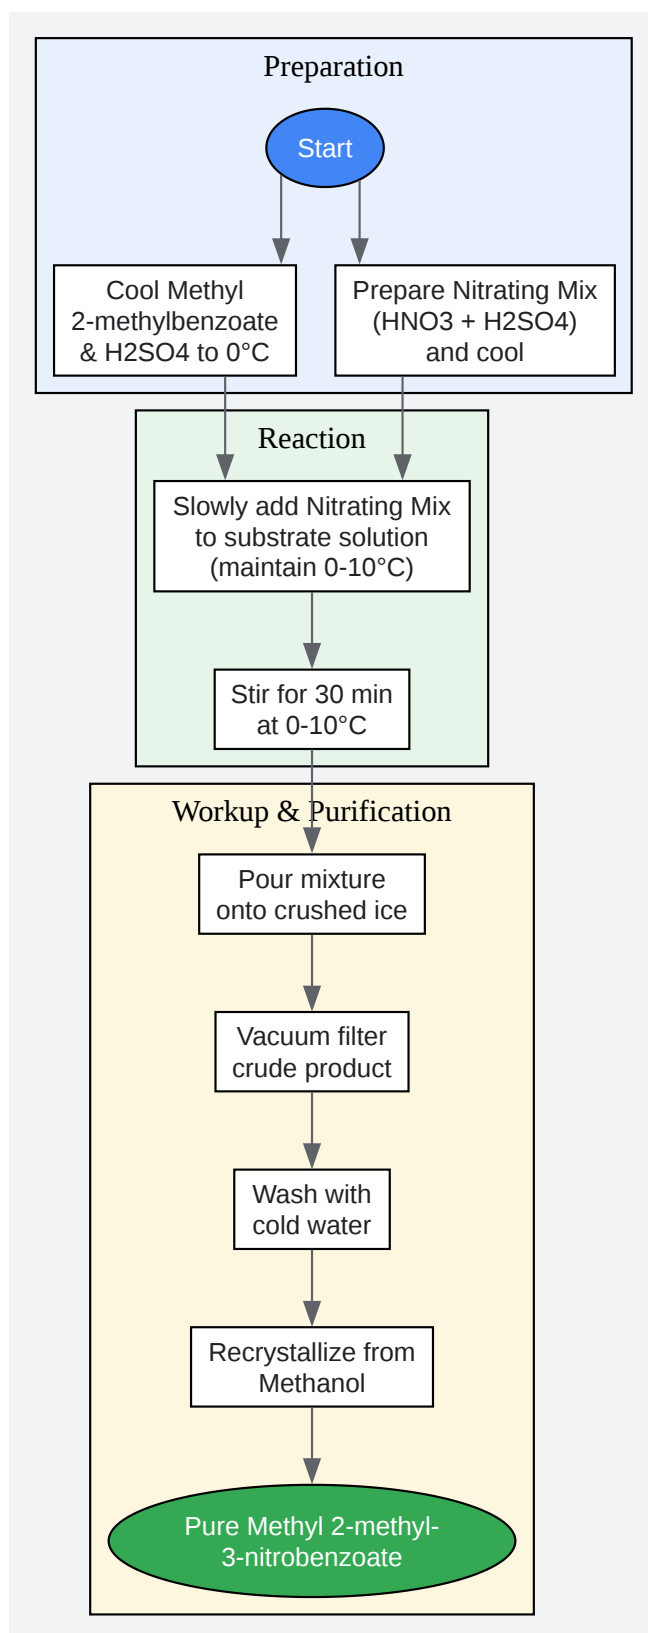 Preparation
Start
Cool Methyl
2-methylbenzoate
& H2SO4 to 0°C
Prepare Nitrating Mix
(HNO3 + H2SO4)
and cool
Reaction
Slowly add Nitrating Mix
to substrate solution
(maintain 0-10°C)
Stir for 30 min
at 0-10°C
Workup & Purification
Pour mixture
onto crushed ice
Vacuum filter
crude product
Wash with
cold water
Recrystallize from
Methanol
Pure Methyl 2-methyl-
3-nitrobenzoate